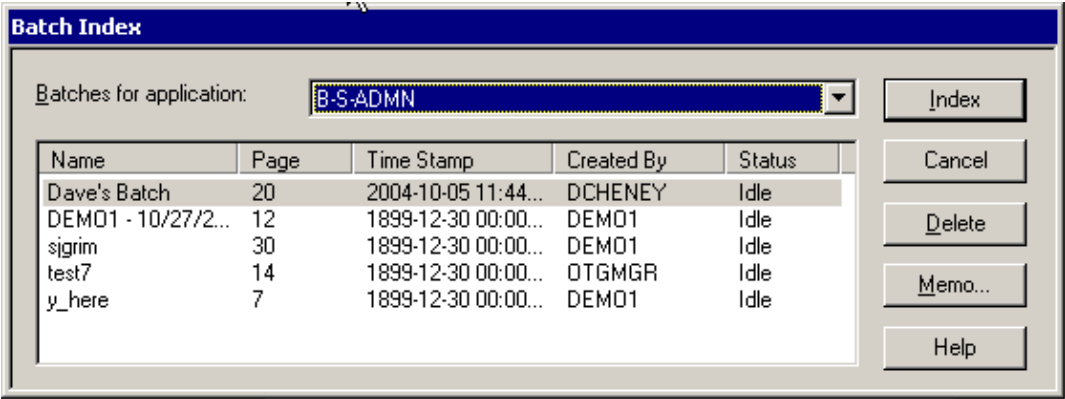 Batch Index
Batches for application: B-S-ADMN Index
Name Page Time Stamp Created By Status Cancel
Dave's Batch 20 2004-10-05 11:44... DCHENEY Idle
DEMO1 - 10/27/2... 12 1899-12-30 00:00... DEMO1 Idle Delete
sjgrim 30 1899-12-30 00:00... DEMO1 Idle
test7 14 1899-12-30 00:00... OTGMGR Idle Memo...
y_here 7 1899-12-30 00:00... DEMO1 Idle
Help